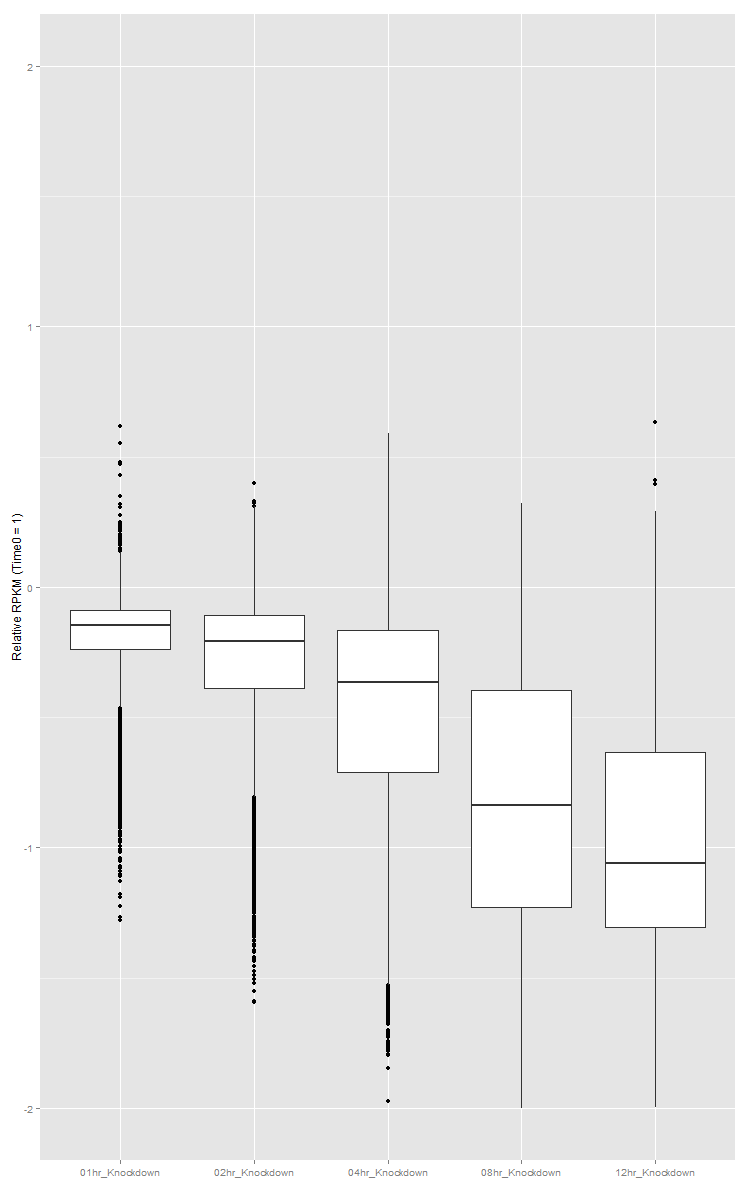 Relative RPKM (Time0 = 1)
2
1
0
-1
-2
01hr_Knockdown
02hr_Knockdown
04hr_Knockdown
08hr_Knockdown
12hr_Knockdown